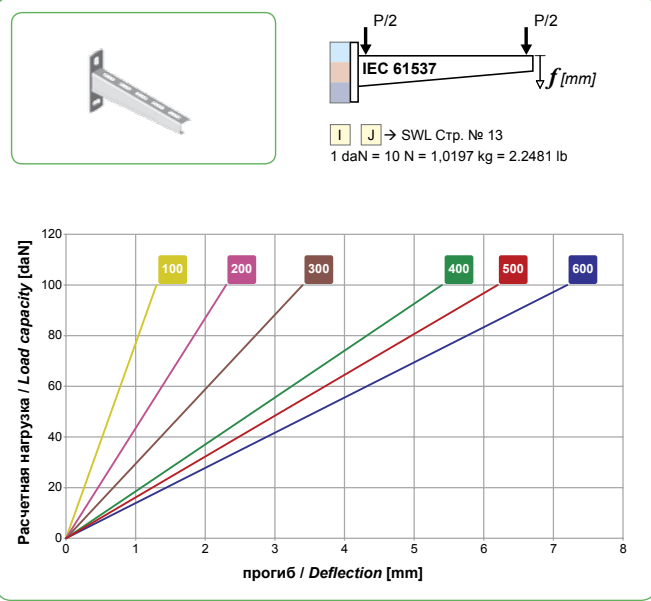 P/2 P/2
IEC 61537
f [mm]
I J → SWL Стр. № 13
1 daN = 10 N = 1,0197 kg = 2.2481 lb
Расчетная нагрузка / Load capacity [daN]
120
100
80
60
40
20
0
100 200 300 400 500 600
0 1 2 3 4 5 6 7 8
прогиб / Deflection [mm]